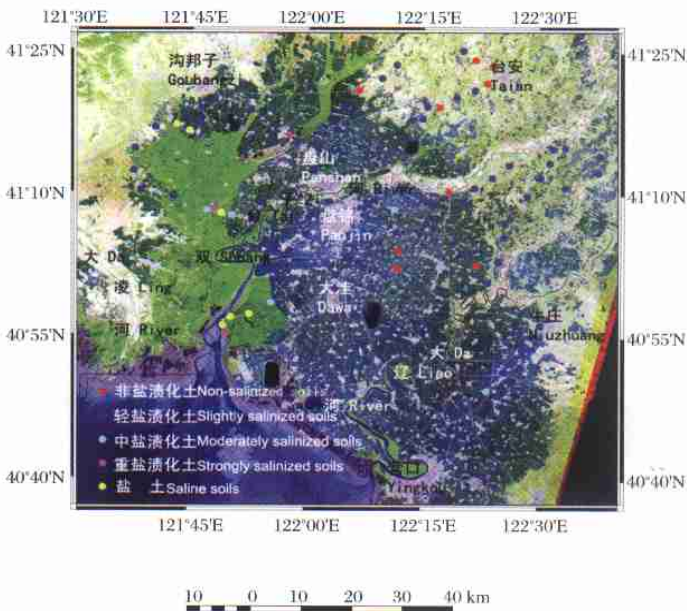 121°30′E 121°45′E 122°00′E 122°15′E 122°30′E
41°25′N 41°25′N
沟邦子
台安
Taian
盘山
Panshan
41°10′N 41°10′N
盘锦
Panjin
大 Da 双
大洼
Dawa
凌 Ling
牛庄
Niuzhuang
河 River
40°55′N 40°55′N
大 Da
辽 Liao
河 River
非盐渍化土Non-salinized soils
轻盐渍化土Slightly salinized soils
中盐渍化土Moderately salinized soils
重盐渍化土Strongly salinized soils
盐 土Saline soils
40°40′N 40°40′N
Yingkou
121°45′E 122°00′E 122°15′E 122°30′E
10 0 10 20 30 40 km